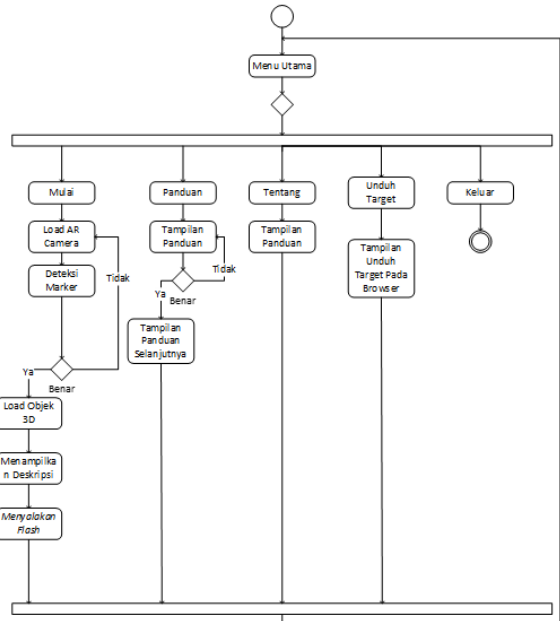 Menu Utama
Mulai
Panduan
Tentang
Unduh
Target
Keluar
Load AR
Camera
Tampilan
Panduan
Tampilan
Panduan
Tampilan
Unduh
Target Pada
Browser
Deteksi
Marker
Tidak
Tidak
Ya
Benar
Tampilan
Panduan
Selanjutnya
Ya
Benar
Load Objek
3D
Menampilka
n Deskripsi
Menyalakan
Flash